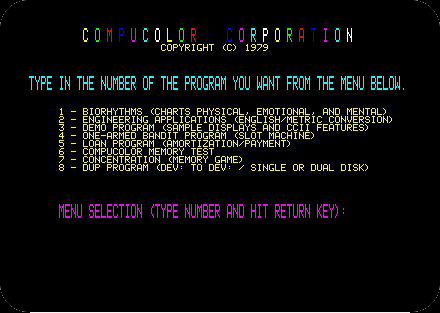 COMPUCOLOR CORPORATION
COPYRIGHT (C) 1979
TYPE IN THE NUMBER OF THE PROGRAM YOU WANT FROM THE MENU BELOW.
1 - BIORHYTHMS (CHARTS PHYSICAL, EMOTIONAL, AND MENTAL)
2 - ENGINEERING APPLICATIONS (ENGLISH/METRIC CONVERSION)
3 - DEMO PROGRAM (SAMPLE DISPLAYS AND CCII FEATURES)
4 - ONE-ARMED BANDIT PROGRAM (SLOT MACHINE)
5 - LOAN PROGRAM (AMORTIZATION/PAYMENT)
6 - COMPUCOLOR MEMORY TEST
7 - CONCENTRATION (MEMORY GAME)
8 - DUP PROGRAM (DEV: TO DEV: / SINGLE OR DUAL DISK)
MENU SELECTION (TYPE NUMBER AND HIT RETURN KEY):